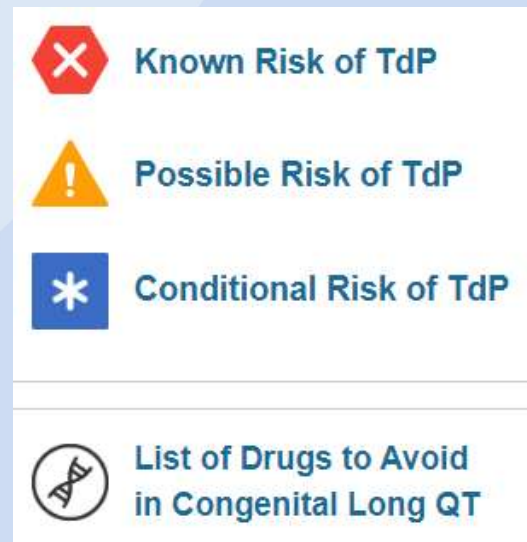 Known Risk of TdP
Possible Risk of TdP
Conditional Risk of TdP
List of Drugs to Avoid
in Congenital Long QT